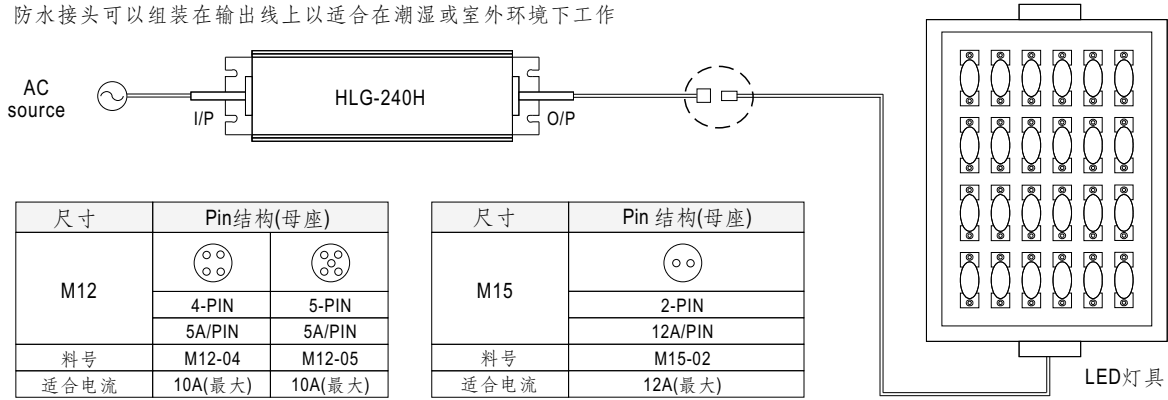 防水接头可以组装在输出线上以适合在潮湿或室外环境下工作
AC
source
I/P
HLG-240H
O/P
尺寸 Pin结构(母座)
M12
4-PIN 5-PIN
5A/PIN 5A/PIN
料号 M12-04 M12-05
适合电流 10A(最大) 10A(最大)
尺寸 Pin 结构(母座)
M15
2-PIN
12A/PIN
料号 M15-02
适合电流 12A(最大)
LED灯具